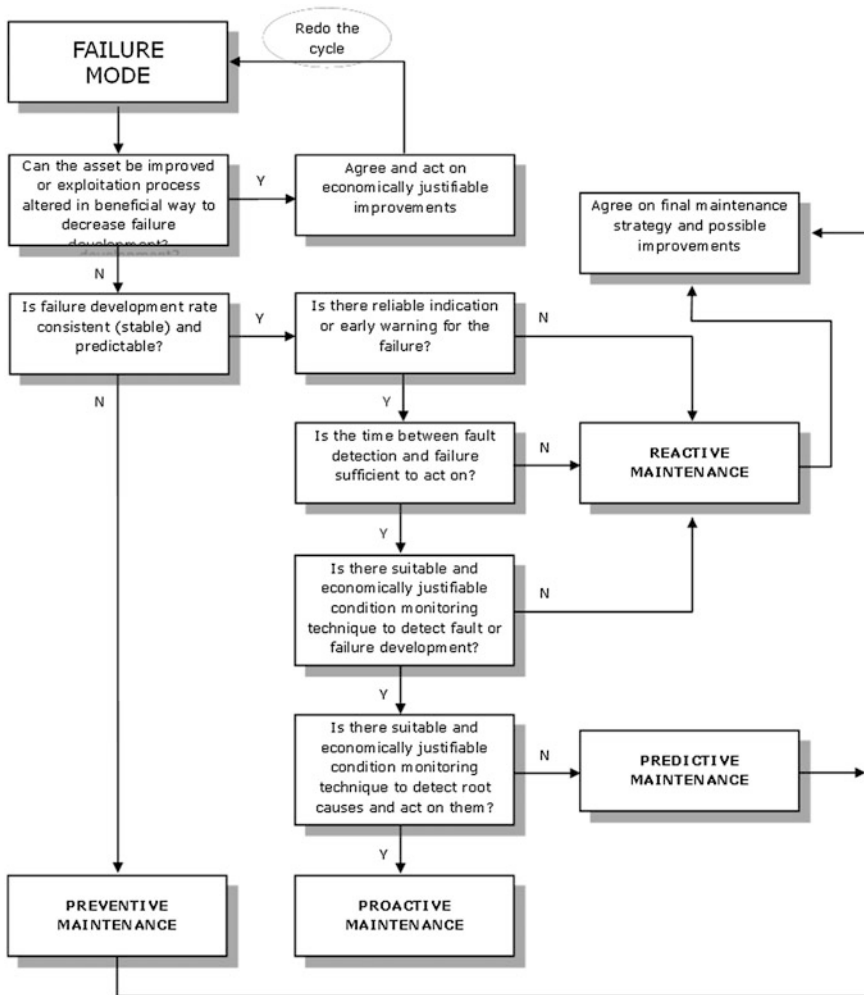 Redo the
cycle
FAILURE
MODE
Can the asset be improved
or exploitation process
altered in beneficial way to
decrease failure
development?
Y
Agree and act on
economically justifiable
improvements
Agree on final maintenance
strategy and possible
improvements
N
Is failure development rate
consistent (stable) and
predictable?
Y
Is there reliable indication
or early warning for the
failure?
N
N
Y
Is the time between fault
detection and failure
sufficient to act on?
N
REACTIVE
MAINTENANCE
Y
Is there suitable and
economically justifiable
condition monitoring
technique to detect fault or
failure development?
N
Y
Is there suitable and
economically justifiable
condition monitoring
technique to detect root
causes and act on them?
N
PREDICTIVE
MAINTENANCE
Y
PREVENTIVE
MAINTENANCE
PROACTIVE
MAINTENANCE